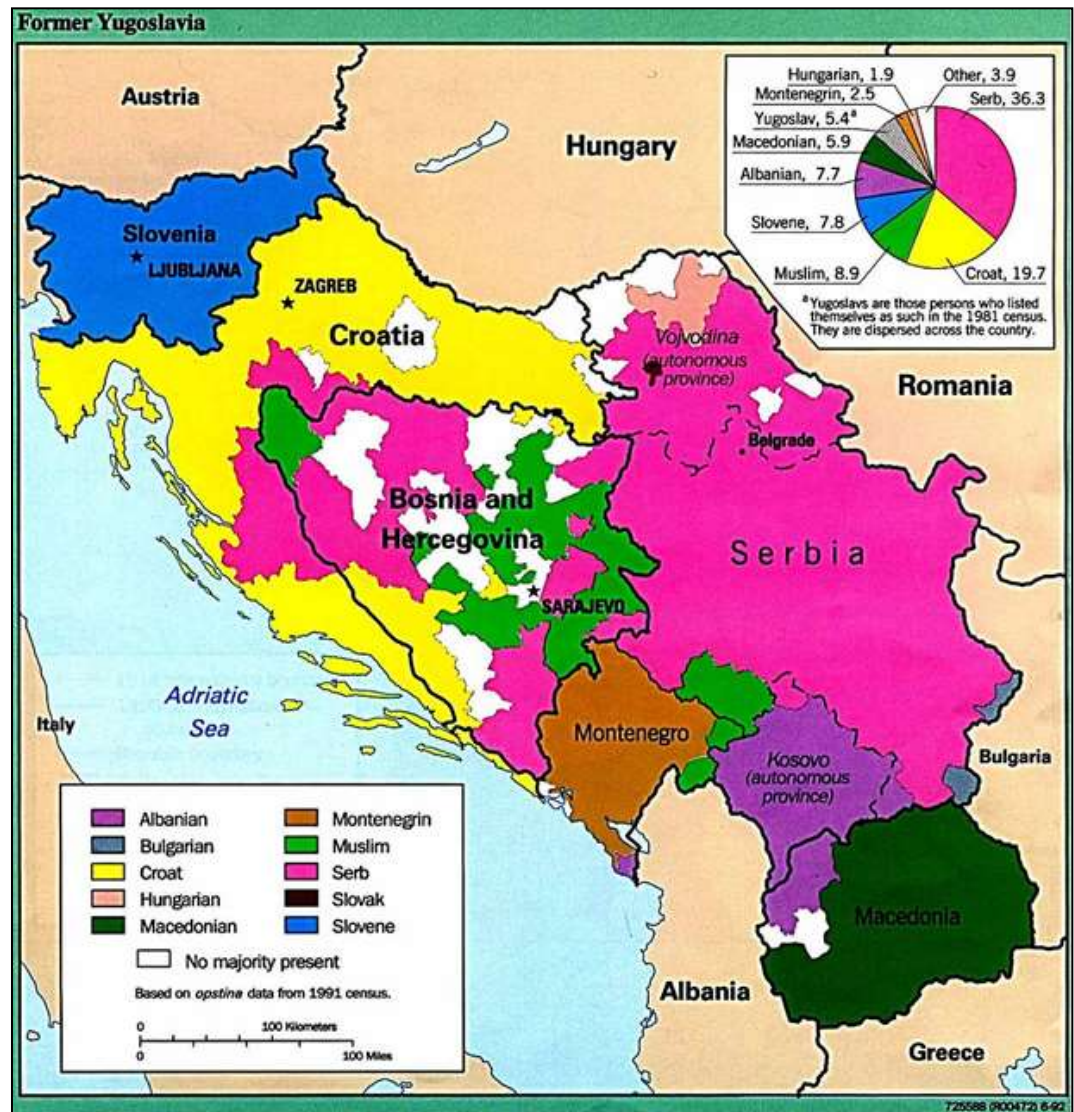 Former Yugoslavia
Austria
Hungary
Slovenia
LJUBLJANA
ZAGREB
Croatia
Vojvodina
(autonomous
province)
Romania
Belgrade
Bosnia and
Hercegovina
SARAJEVO
Serbia
Adriatic
Sea
Italy
Montenegro
Kosovo
(autonomous
province)
Bulgaria
Macedonia
Albania
Greece
Hungarian, 1.9
Other, 3.9
Montenegrin, 2.5
Serb, 36.3
Yugoslav, 5.4ª
Macedonian, 5.9
Albanian, 7.7
Slovene, 7.8
Muslim, 8.9
Croat, 19.7
ª Yugoslavs are those persons who listed
themselves as such in the 1981 census.
They are dispersed across the country.
Albanian
Bulgarian
Croat
Hungarian
Macedonian
Montenegrin
Muslim
Serb
Slovak
Slovene
No majority present
Based on opstina data from 1991 census.
0 100 Kilometers
0 100 Miles
725588 (R00472) 6-92